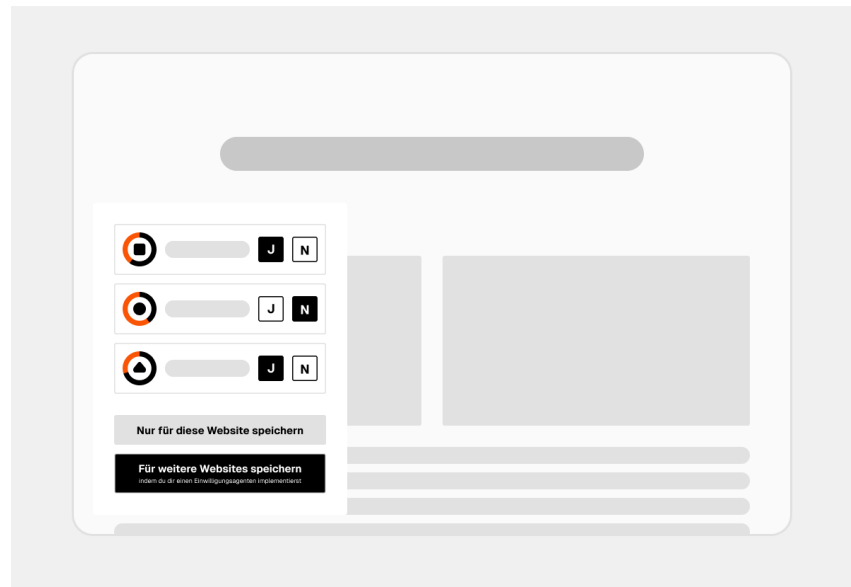 J N
J N
J N
Nur für diese Website speichern
Für weitere Websites speichern
indem du dir einen Einwilligungsagenten implementierst